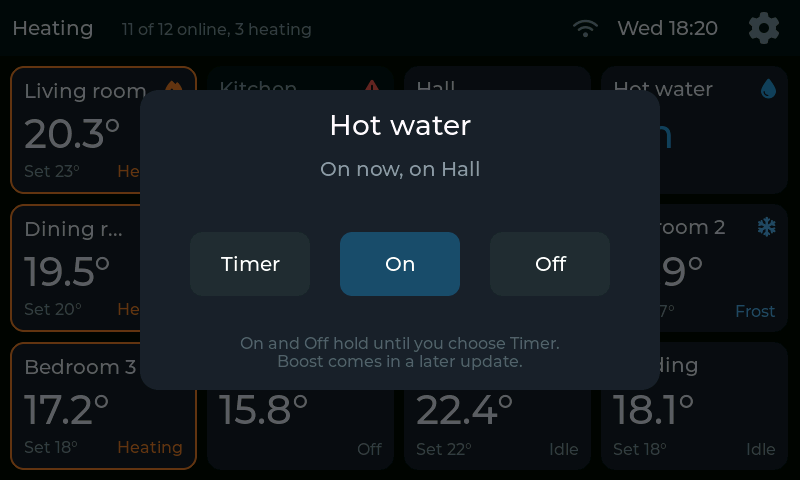 Heating
11 of 12 online, 3 heating
Wed 18:20
Living room
Kitchen
Hall
Hot water
20.3°
Set 23°
Hot water
On now, on Hall
Timer
On
Off
On and Off hold until you choose Timer.
Boost comes in a later update.
Dining r...
19.5°
Set 20°
room 2
9°
7°
Frost
Bedroom 3
17.2°
15.8°
22.4°
18.1°
Set 18°
Heating
Off
Set 22°
Idle
Set 18°
Idle